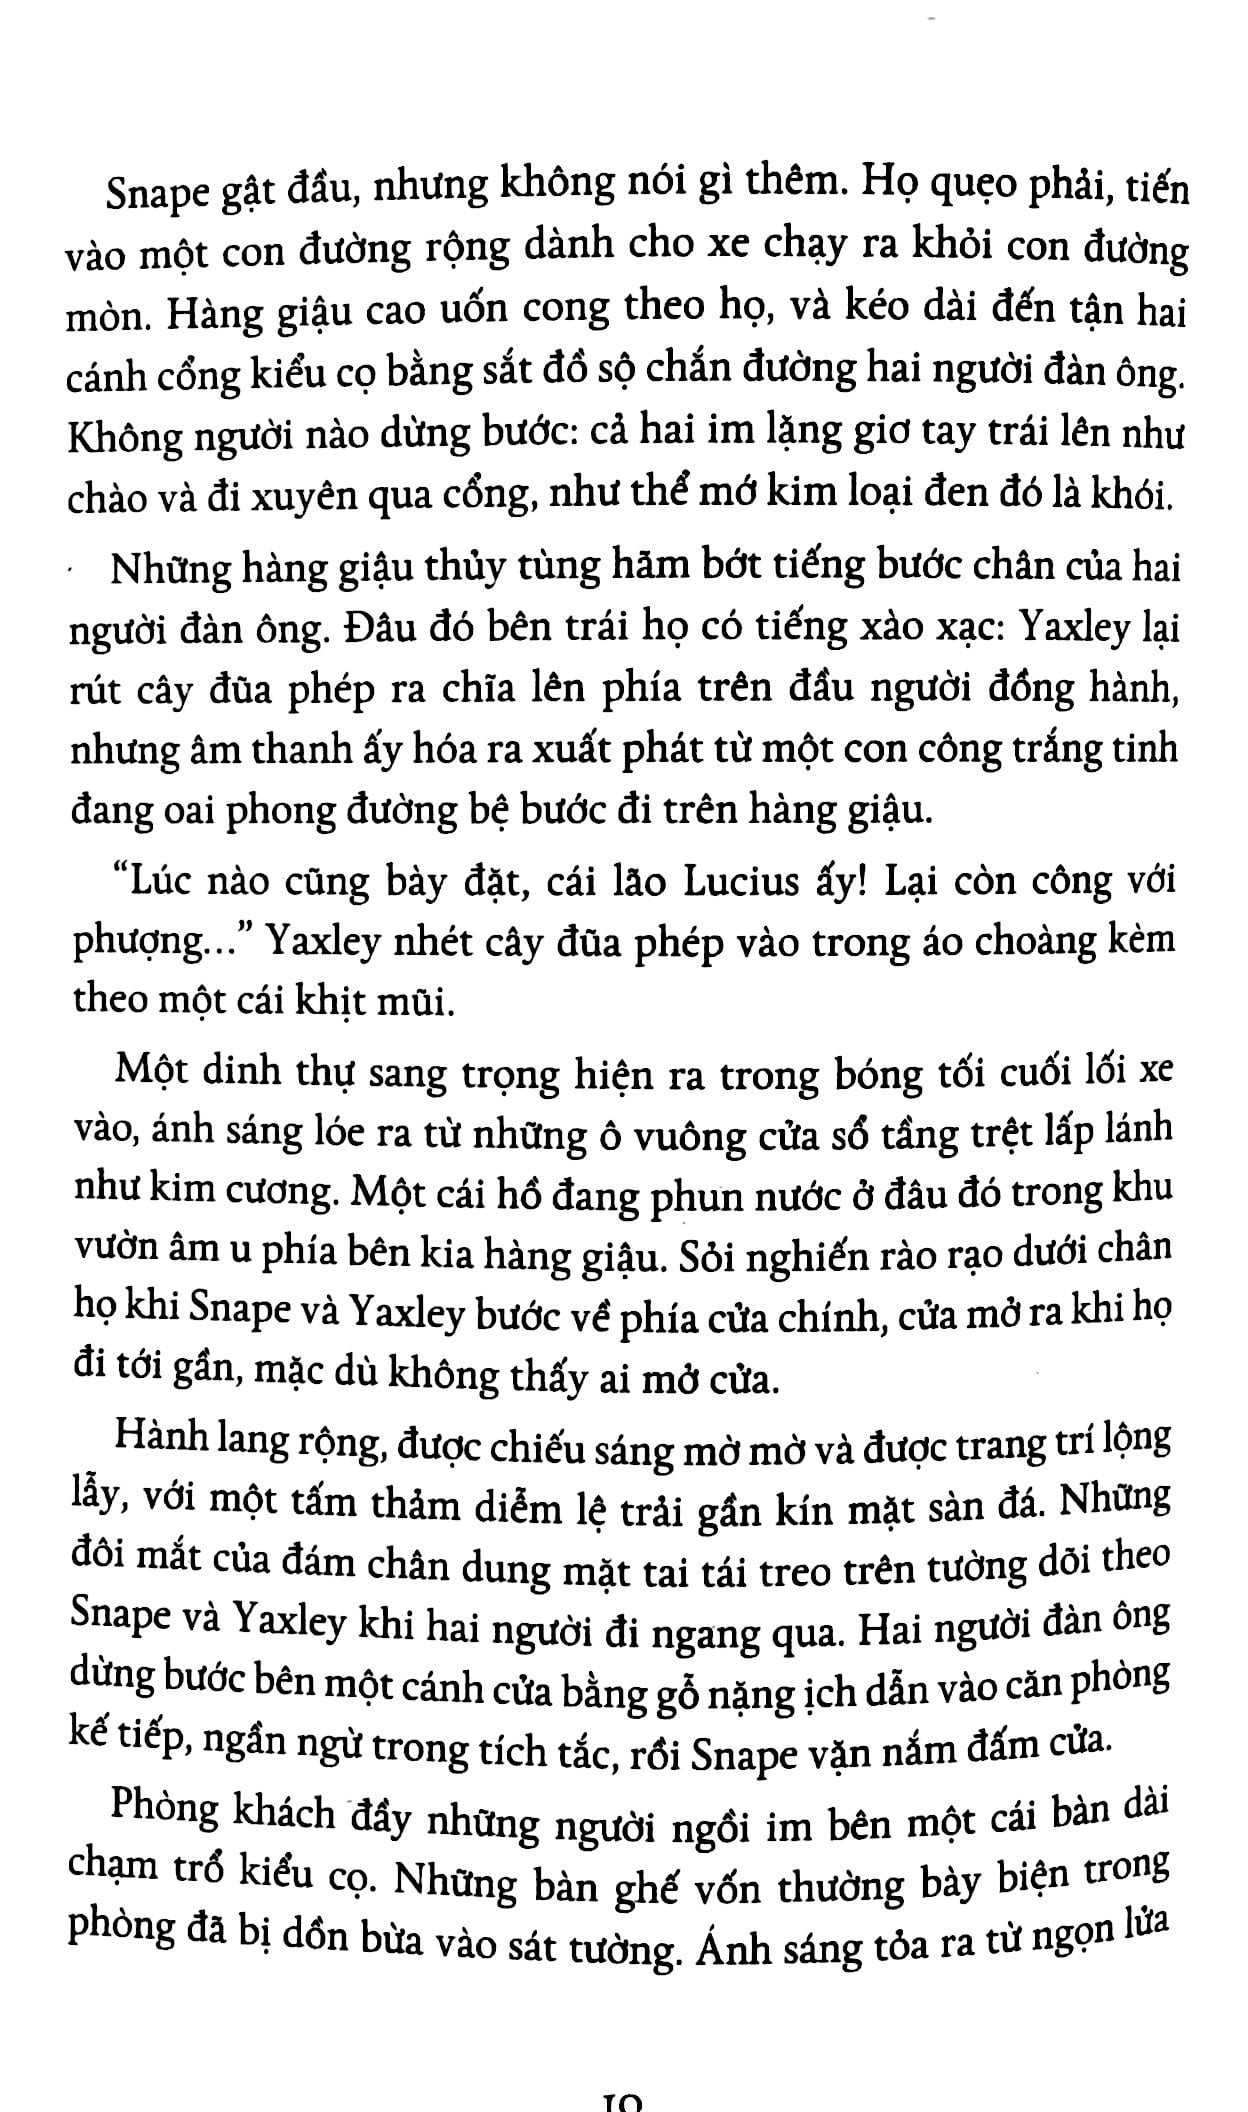 Snape gật đầu, nhưng không nói gì thêm. Họ quẹo phải, tiến
vào một con đường rộng dành cho xe chạy ra khỏi con đường
mòn. Hàng giậu cao uốn cong theo họ, và kéo dài đến tận hai
cánh cổng kiểu cọ bằng sắt đồ sộ chắn đường hai người đàn ông.
Không người nào dừng bước: cả hai im lặng giơ tay trái lên như
chào và đi xuyên qua cổng, như thể mớ kim loại đen đó là khói.
Những hàng giậu thủy tùng hãm bớt tiếng bước chân của hai
người đàn ông. Đâu đó bên trái họ có tiếng xào xạc: Yaxley lại
rút cây đũa phép ra chĩa lên phía trên đầu người đồng hành,
nhưng âm thanh ấy hóa ra xuất phát từ một con công trắng tinh
đang oai phong đường bệ bước đi trên hàng giậu.
“Lúc nào cũng bày đặt, cái lão Lucius ấy! Lại còn công với
phượng...” Yaxley nhét cây đũa phép vào trong áo choàng kèm
theo một cái khịt mũi.
Một dinh thự sang trọng hiện ra trong bóng tối cuối lối xe
vào, ánh sáng lóe ra từ những ô vuông cửa sổ tầng trệt lấp lánh
như kim cương. Một cái hồ đang phun nước ở đâu đó trong khu
vườn âm u phía bên kia hàng giậu. Sỏi nghiến rào rạo dưới chân
họ khi Snape và Yaxley bước về phía cửa chính, cửa mở ra khi họ
đi tới gần, mặc dù không thấy ai mở cửa.
Hành lang rộng, được chiếu sáng mờ mờ và được trang trí lộng
lẫy, với một tấm thảm diễm lệ trải gần kín mặt sàn đá. Những
đôi mắt của đám chân dung mặt tai tái treo trên tường dõi theo
Snape và Yaxley khi hai người đi ngang qua. Hai người đàn ông
dừng bước bên một cánh cửa bằng gỗ nặng ịch dẫn vào căn phòng
kế tiếp, ngần ngừ trong tích tắc, rồi Snape vặn nắm đấm cửa.
Phòng khách đầy những người ngồi im bên một cái bàn dài
chạm trổ kiểu cọ. Những bàn ghế vốn thường bày biện trong
phòng đã bị dồn bừa vào sát tường. Ánh sáng tỏa ra từ ngọn lửa
10